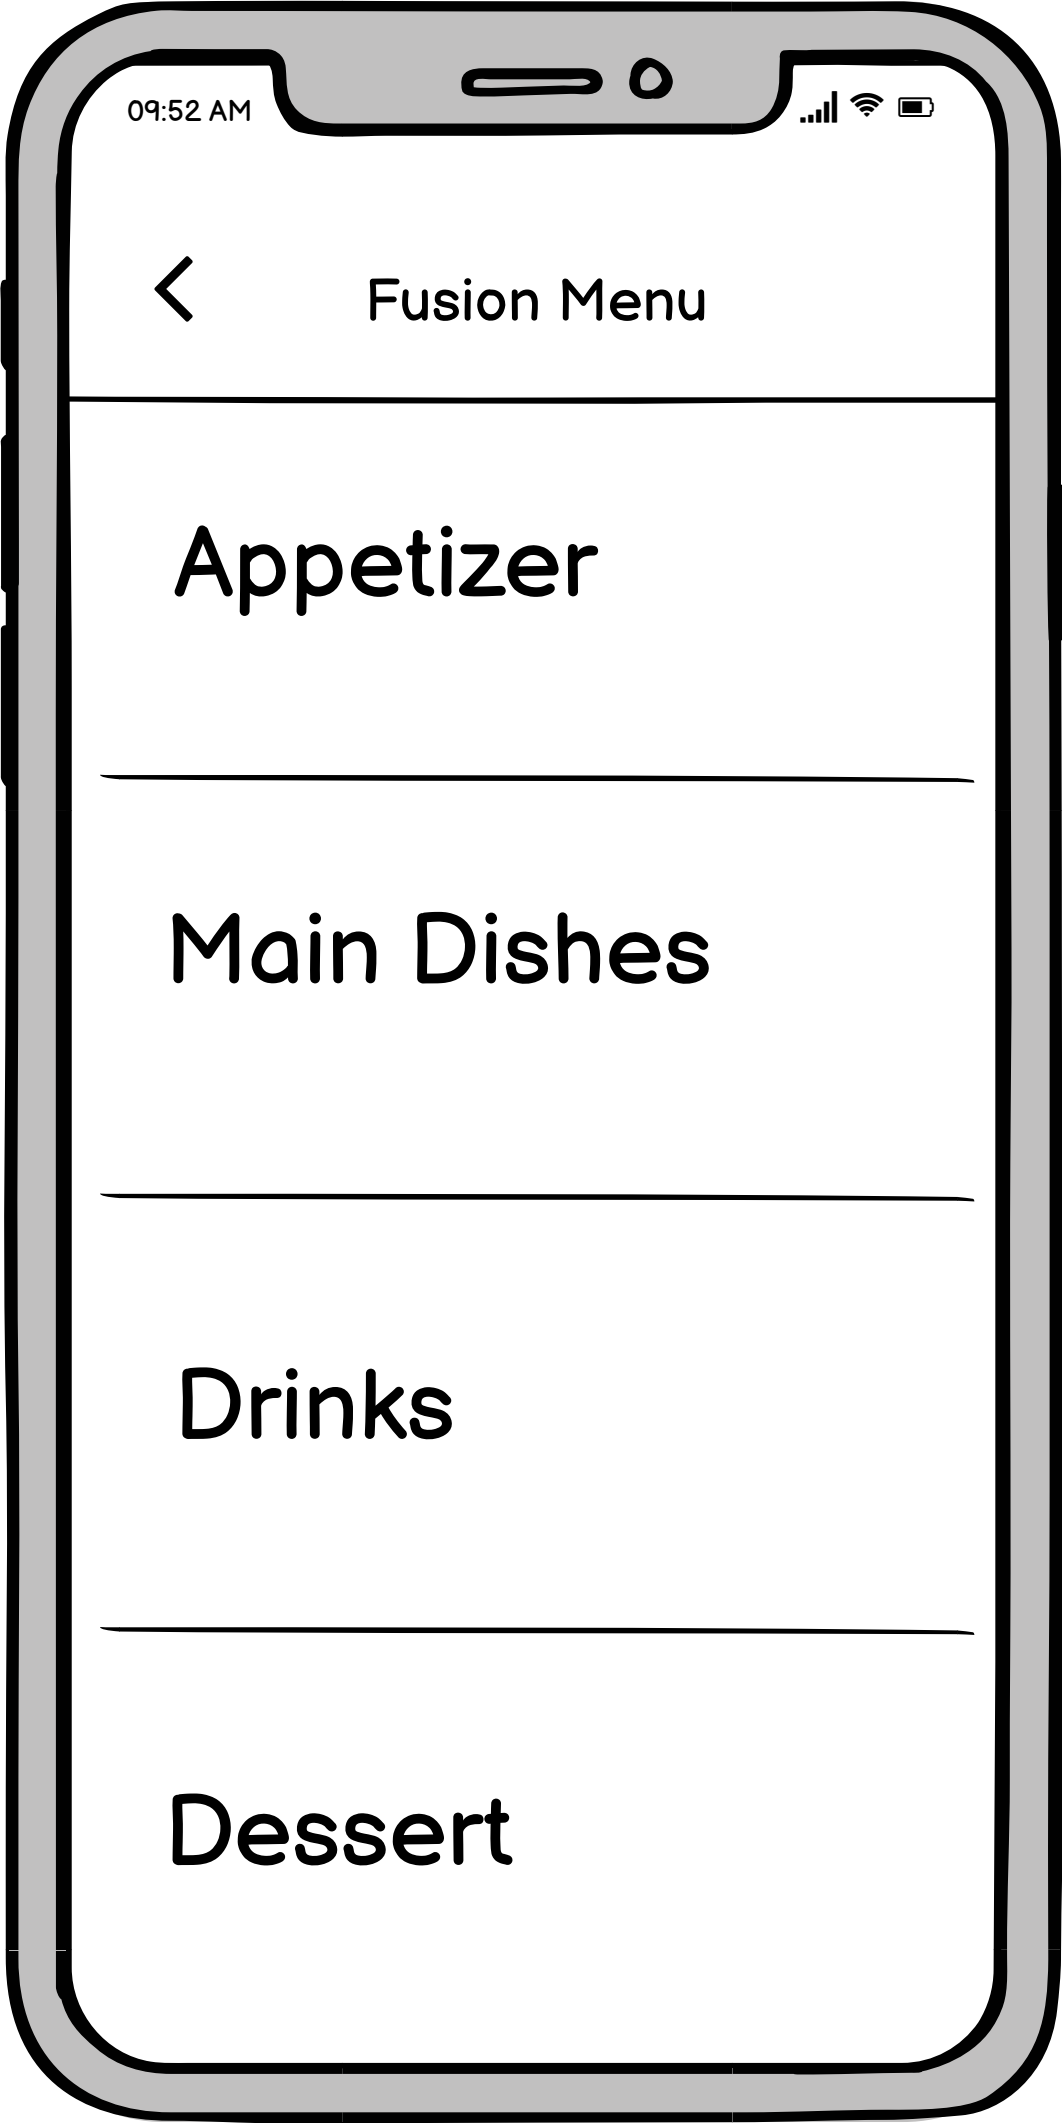 09:52 AM
Fusion Menu
Appetizer
Main Dishes
Drinks
Dessert